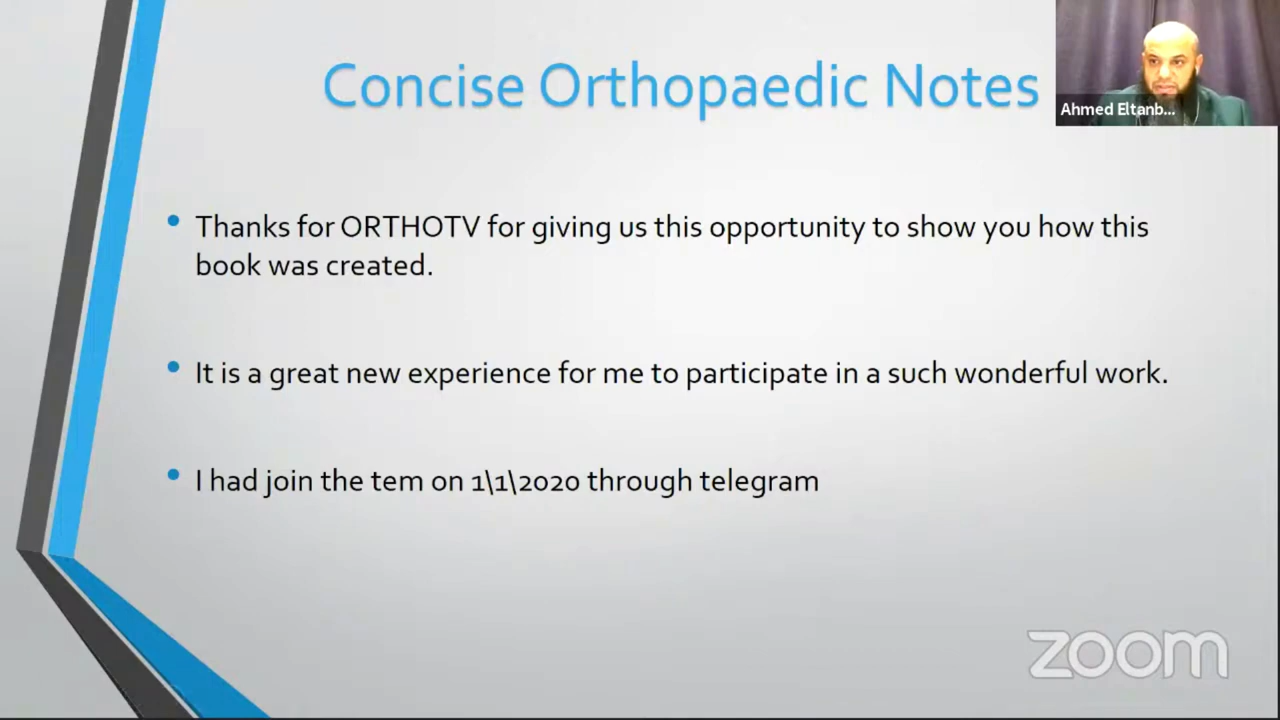 Concise Orthopaedic Notes
Ahmed Eltanb...
• Thanks for ORTHOTV for giving us this opportunity to show you how this
book was created.
• It is a great new experience for me to participate in a such wonderful work.
• I had join the tem on 1\1\2020 through telegram
zoom